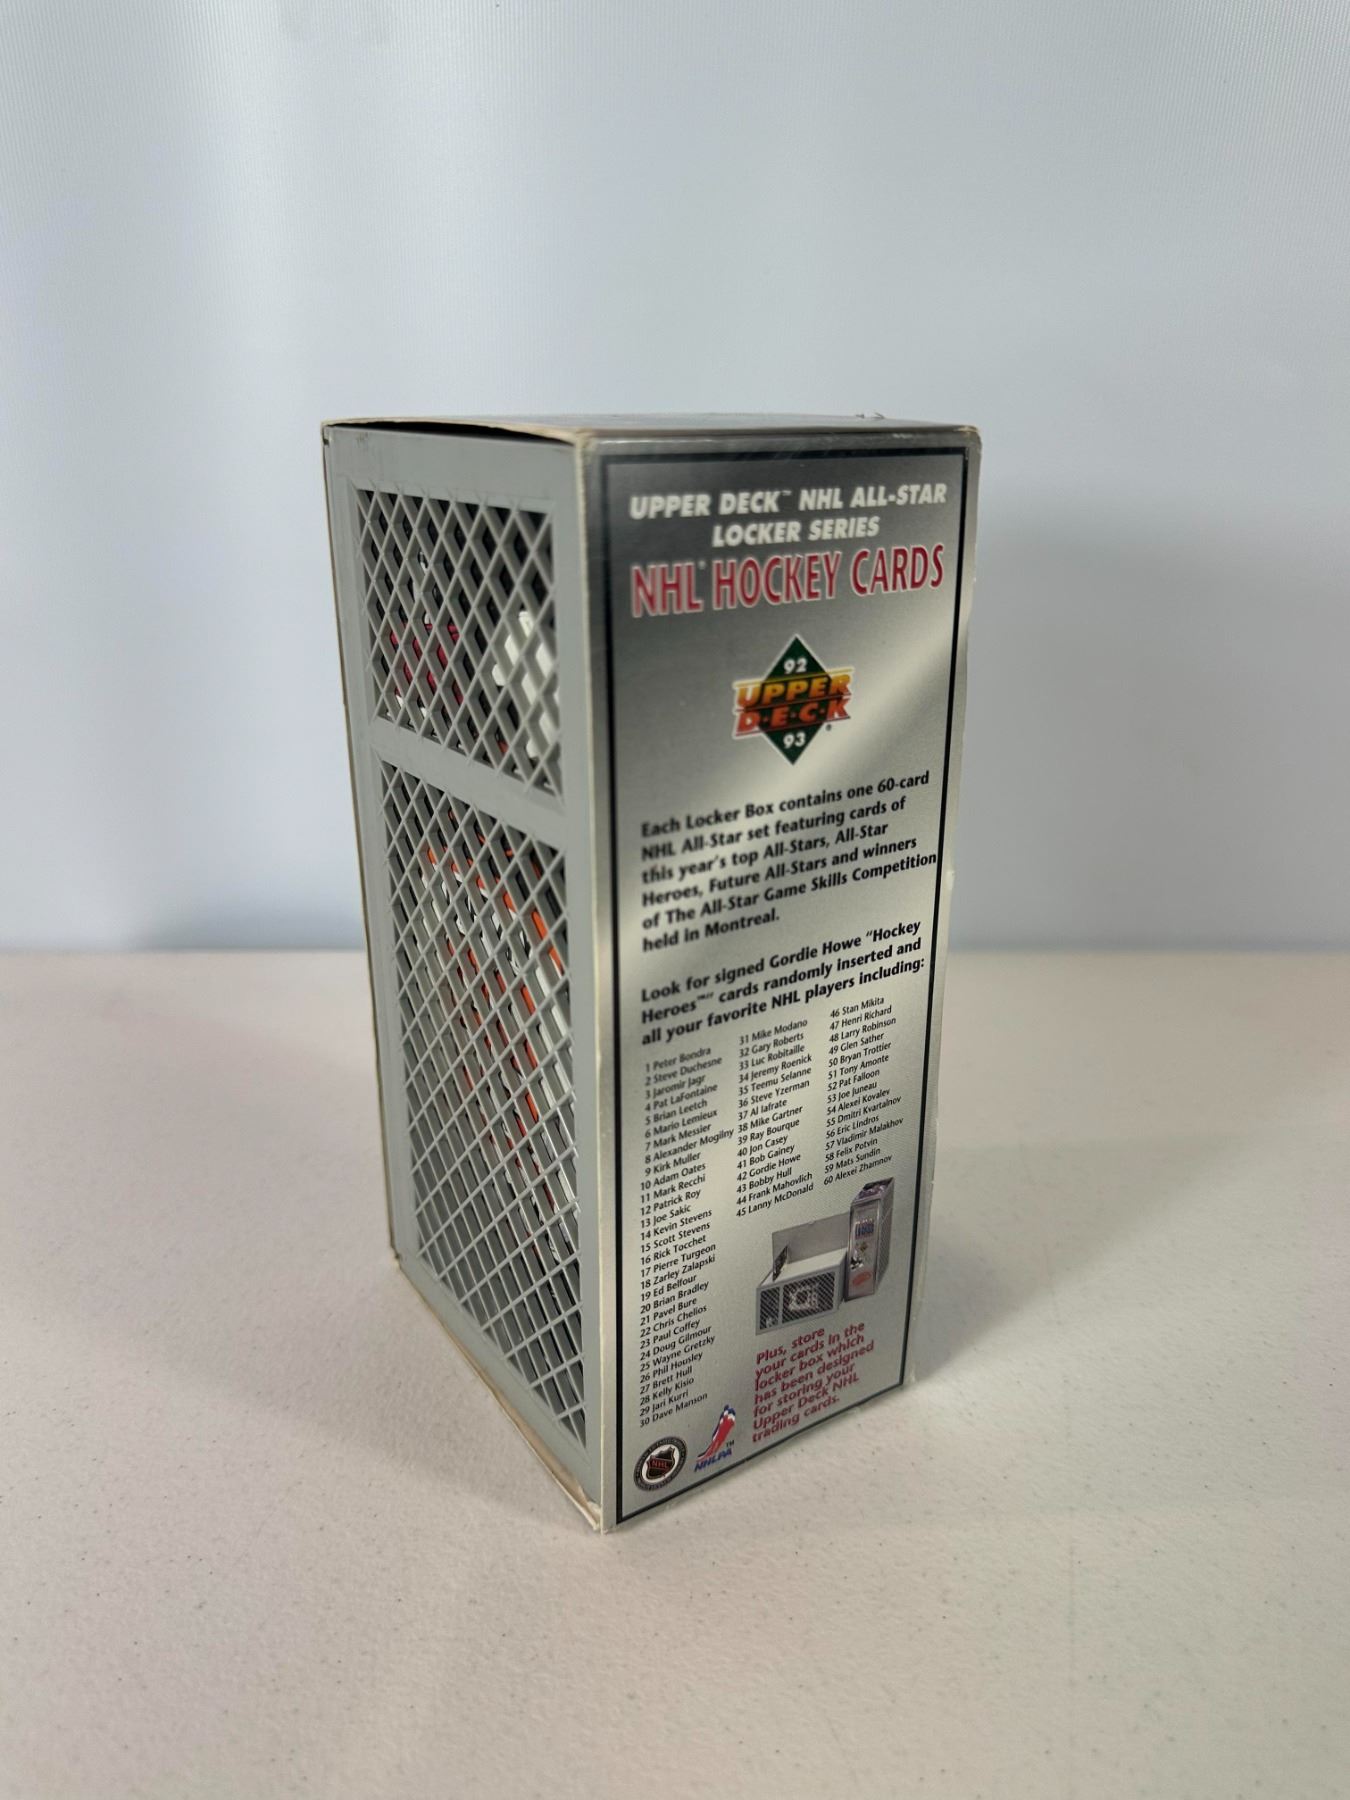 UPPER DECK™ NHL ALL-STAR
LOCKER SERIES
NHL® HOCKEY CARDS
92
UPPER
D·E·C·K®
93
Each Locker Box contains one 60-card
NHL All-Star set featuring cards of
this year's top All-Stars, All-Star
Heroes, Future All-Stars and winners
of The All-Star Game Skills Competition
held in Montreal.
Look for signed Gordie Howe "Hockey
Heroes™" cards randomly inserted and
all your favorite NHL players including:
1 Peter Bondra
2 Steve Duchesne
3 Jaromir Jagr
4 Pat LaFontaine
5 Brian Leetch
6 Mario Lemieux
7 Mark Messier
8 Alexander Mogilny
9 Kirk Muller
10 Adam Oates
11 Mark Recchi
12 Patrick Roy
13 Joe Sakic
14 Kevin Stevens
15 Scott Stevens
16 Rick Tocchet
17 Pierre Turgeon
18 Zarley Zalapski
19 Ed Belfour
20 Brian Bradley
21 Pavel Bure
22 Chris Chelios
23 Paul Coffey
24 Doug Gilmour
25 Wayne Gretzky
26 Phil Housley
27 Brett Hull
28 Kelly Kisio
29 Jari Kurri
30 Dave Manson
31 Mike Modano
32 Gary Roberts
33 Luc Robitaille
34 Jeremy Roenick
35 Teemu Selanne
36 Steve Yzerman
37 Al Iafrate
38 Mike Gartner
39 Ray Bourque
40 Jon Casey
41 Bob Gainey
42 Gordie Howe
43 Bobby Hull
44 Frank Mahovlich
45 Lanny McDonald
46 Stan Mikita
47 Henri Richard
48 Larry Robinson
49 Glen Sather
50 Bryan Trottier
51 Tony Amonte
52 Pat Falloon
53 Joe Juneau
54 Alexei Kovalev
55 Dmitri Kvartalnov
56 Eric Lindros
57 Vladimir Malakhov
58 Felix Potvin
59 Mats Sundin
60 Alexei Zhamnov
Plus, store
your cards in the
locker box which
has been designed
for storing your
Upper Deck NHL
trading cards.
NHL
NHLPA™